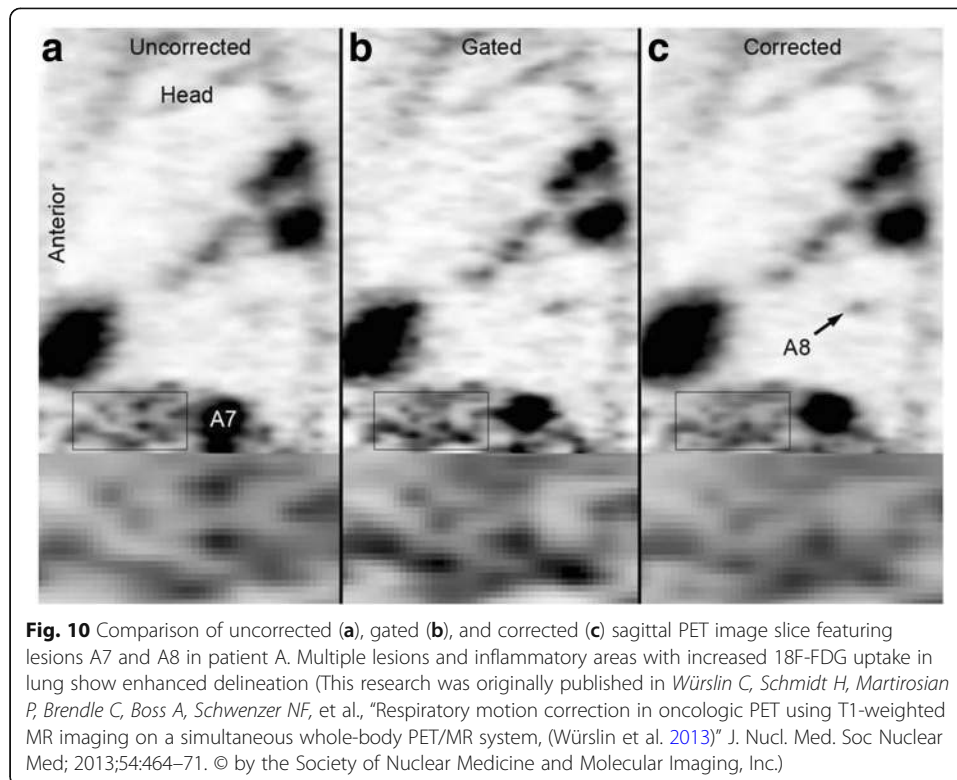 a Uncorrected
b Gated
c Corrected
Head
Anterior
A8
A7
Fig. 10 Comparison of uncorrected (a), gated (b), and corrected (c) sagittal PET image slice featuring
lesions A7 and A8 in patient A. Multiple lesions and inflammatory areas with increased 18F-FDG uptake in
lung show enhanced delineation (This research was originally published in Würslin C, Schmidt H, Martirosian
P, Brendle C, Boss A, Schwenzer NF, et al., “Respiratory motion correction in oncologic PET using T1-weighted
MR imaging on a simultaneous whole-body PET/MR system, (Würslin et al. 2013)” J. Nucl. Med. Soc Nuclear
Med; 2013;54:464–71. © by the Society of Nuclear Medicine and Molecular Imaging, Inc.)